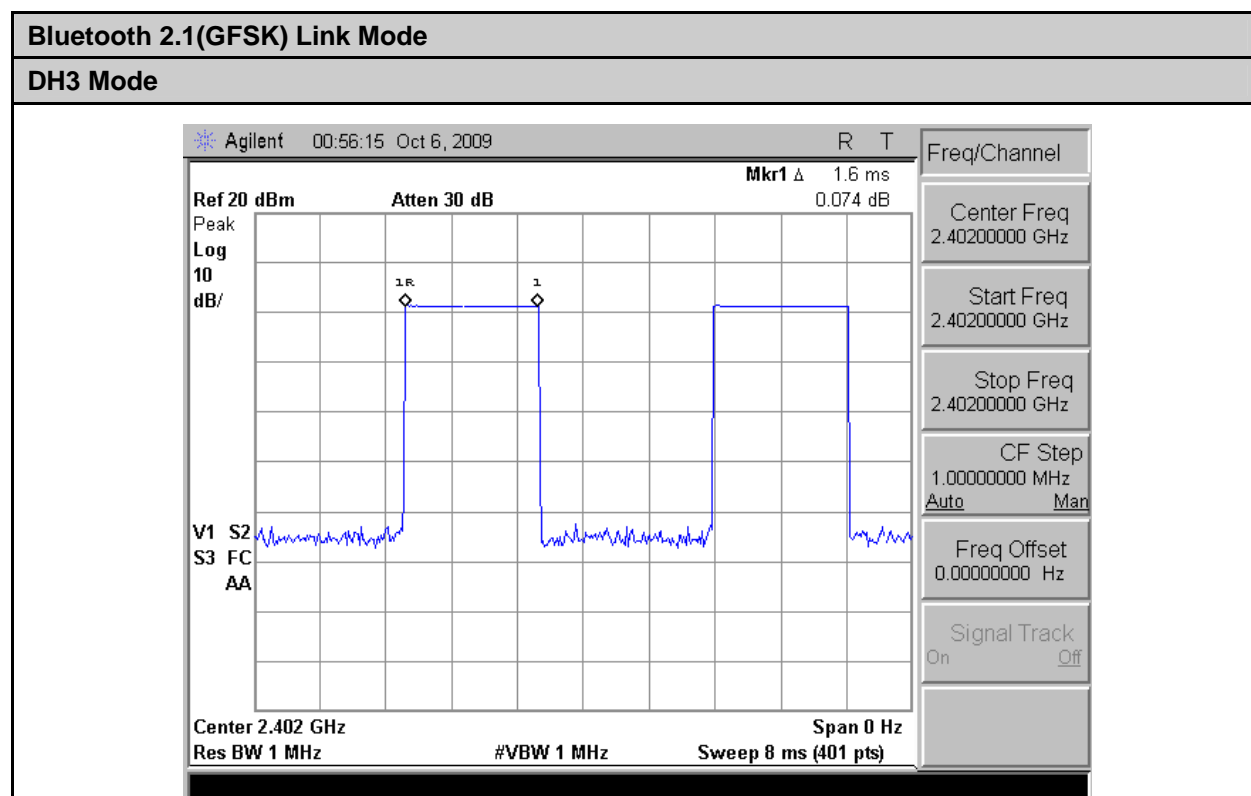 Bluetooth 2.1(GFSK) Link Mode
DH3 Mode
Agilent 00:56:15 Oct 6, 2009 R T
Mkr1 Δ 1.6 ms
Ref 20 dBm Atten 30 dB 0.074 dB
Peak
Log
10
dB/
1R 1
V1 S2
S3 FC
AA
Center 2.402 GHz Span 0 Hz
Res BW 1 MHz #VBW 1 MHz Sweep 8 ms (401 pts)
Freq/Channel
Center Freq
2.40200000 GHz
Start Freq
2.40200000 GHz
Stop Freq
2.40200000 GHz
CF Step
1.00000000 MHz
Auto Man
Freq Offset
0.00000000 Hz
Signal Track
On Off